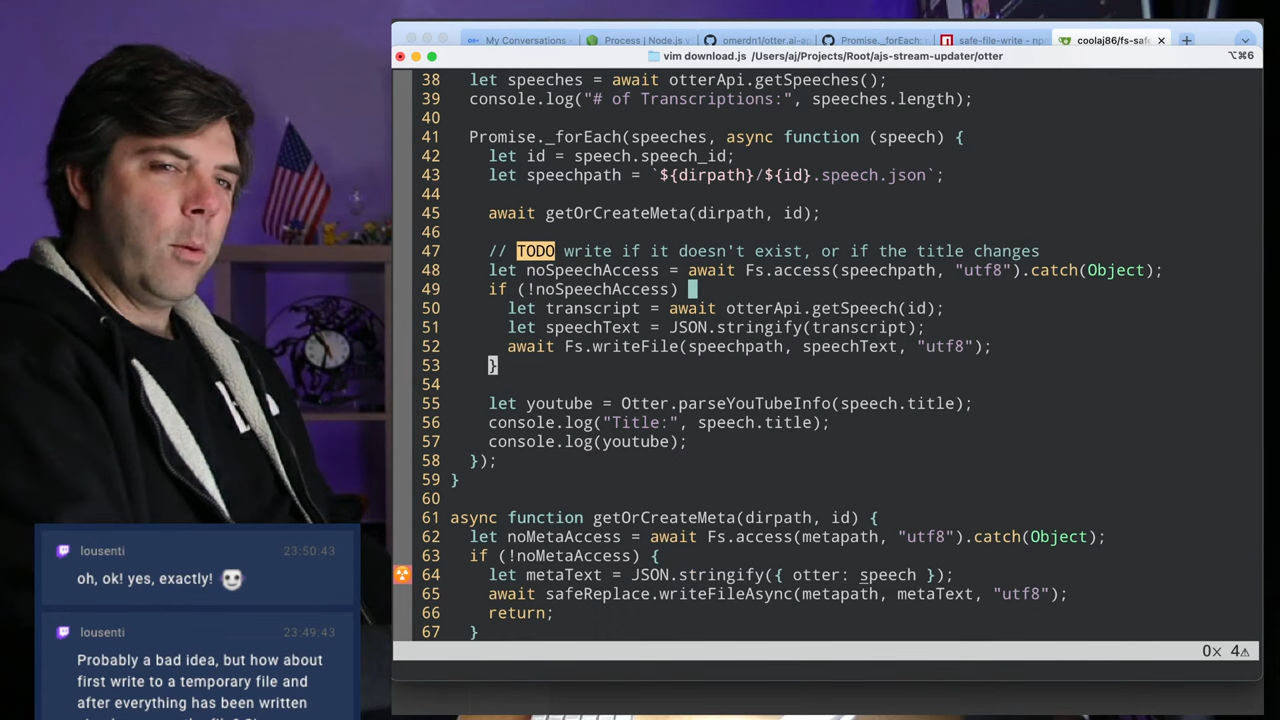 My Conversations
Process | Node.js v
omerdn1/otter.ai-ap
Promise._forEach:
safe-file-write - npm
coolaj86/fs-safe
vim download.js /Users/aj/Projects/Root/ajs-stream-updater/otter
⌥⌘6
38 let speeches = await otterApi.getSpeeches();
39 console.log("# of Transcriptions:", speeches.length);
40
41 Promise._forEach(speeches, async function (speech) {
42 let id = speech.speech_id;
43 let speechpath = `${dirpath}/${id}.speech.json`;
44
45 await getOrCreateMeta(dirpath, id);
46
47 // TODO write if it doesn't exist, or if the title changes
48 let noSpeechAccess = await Fs.access(speechpath, "utf8").catch(Object);
49 if (!noSpeechAccess)
50 let transcript = await otterApi.getSpeech(id);
51 let speechText = JSON.stringify(transcript);
52 await Fs.writeFile(speechpath, speechText, "utf8");
53 }
54
55 let youtube = Otter.parseYouTubeInfo(speech.title);
56 console.log("Title:", speech.title);
57 console.log(youtube);
58 });
59 }
60
61 async function getOrCreateMeta(dirpath, id) {
62 let noMetaAccess = await Fs.access(metapath, "utf8").catch(Object);
63 if (!noMetaAccess) {
64 let metaText = JSON.stringify({ otter: speech });
65 await safeReplace.writeFileAsync(metapath, metaText, "utf8");
66 return;
67 }
0× 4⚠
lousenti 23:50:43
oh, ok! yes, exactly!
lousenti 23:49:43
Probably a bad idea, but how about
first write to a temporary file and
after everything has been written